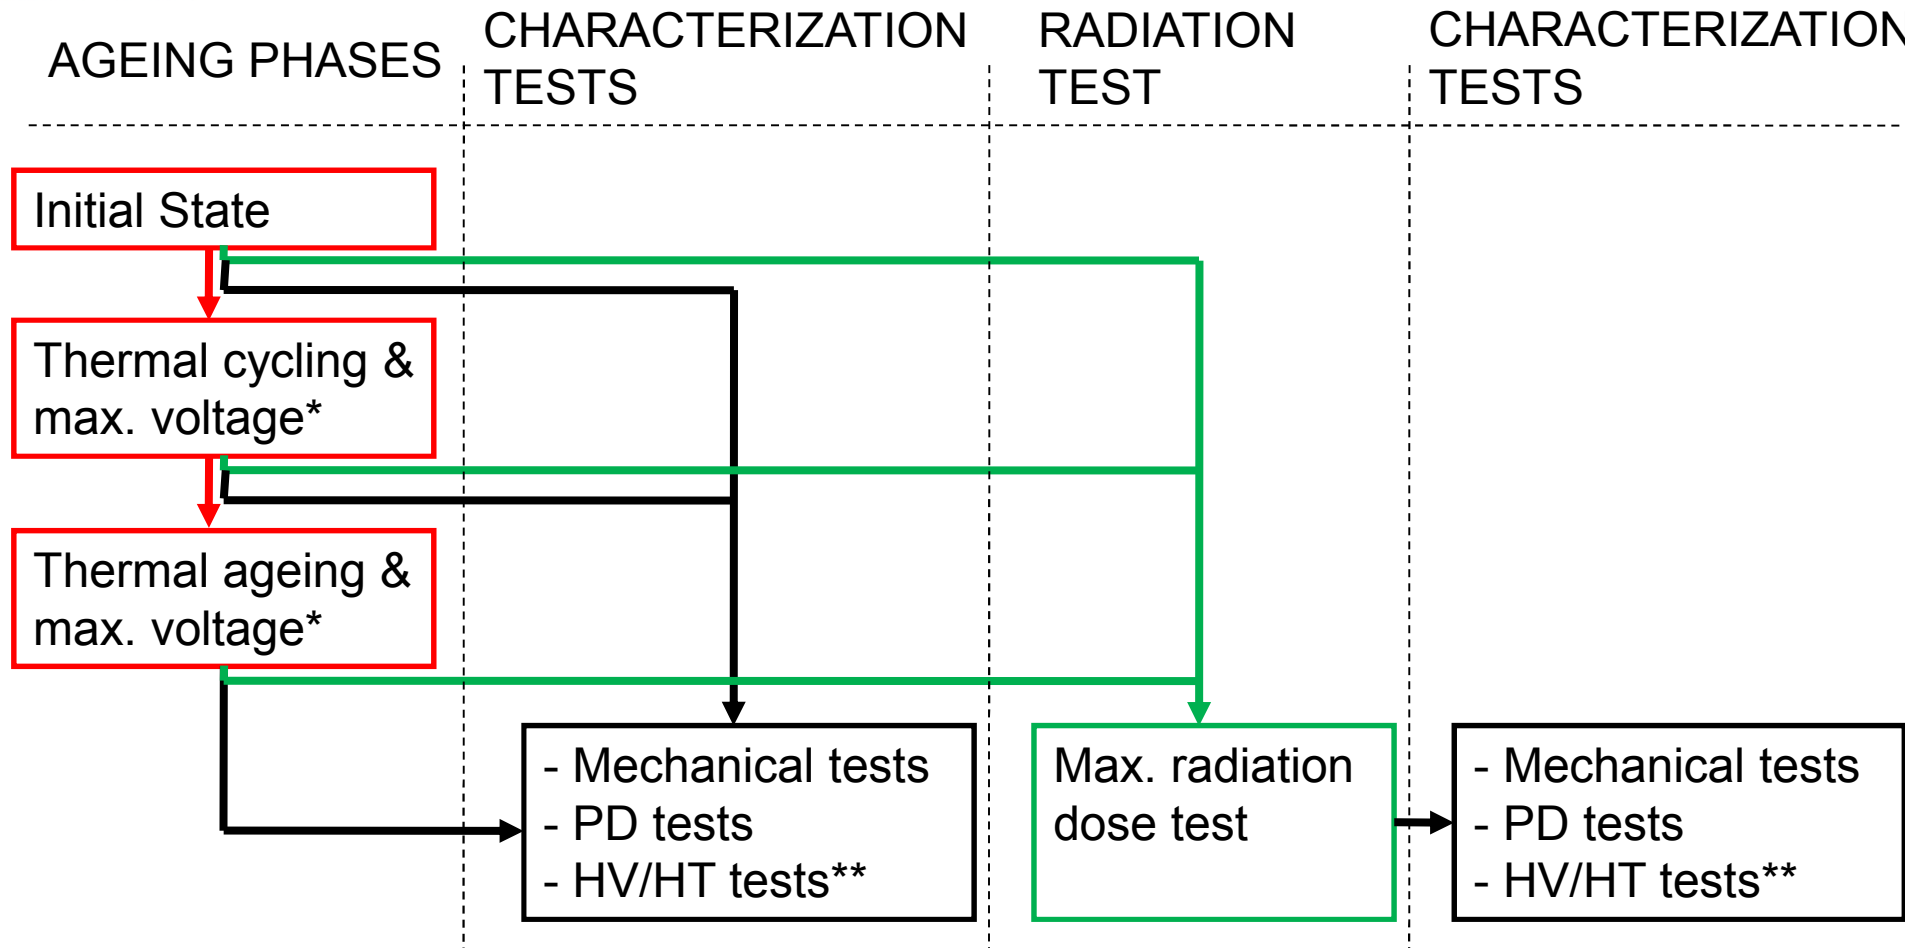 AGEING PHASES
CHARACTERIZATION
TESTS
RADIATION
TEST
CHARACTERIZATION
TESTS
Initial State
Thermal cycling &
max. voltage*
Thermal ageing &
max. voltage*
- Mechanical tests
- PD tests
- HV/HT tests**
Max. radiation
dose test
- Mechanical tests
- PD tests
- HV/HT tests**